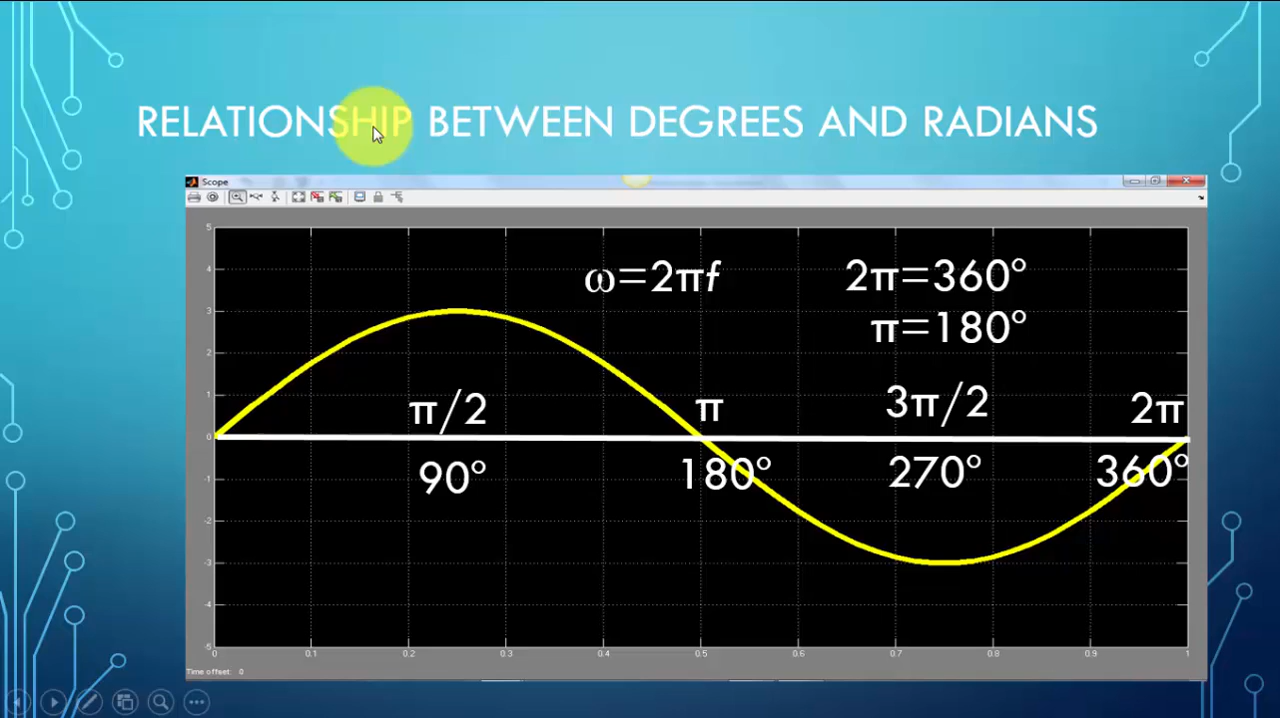 RELATIONSHIP BETWEEN DEGREES AND RADIANS
Scope
5
4
3
2
1
0
-1
-2
-3
-4
-5
ω=2πf
2π=360°
π=180°
π/2 π 3π/2 2π
90° 180° 270° 360°
0 0.1 0.2 0.3 0.4 0.5 0.6 0.7 0.8 0.9 1
Time offset: 0